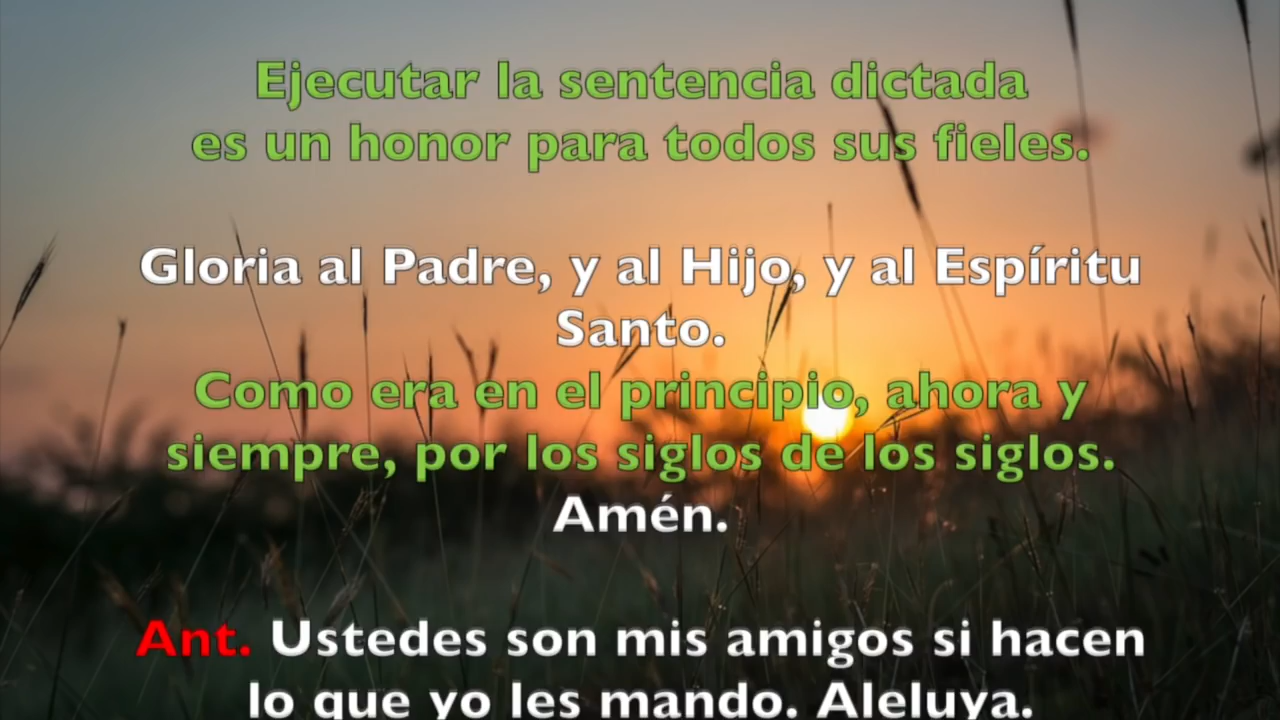 Ejecutar la sentencia dictada
es un honor para todos sus fieles.
Gloria al Padre, y al Hijo, y al Espíritu
Santo.
Como era en el principio, ahora y
siempre, por los siglos de los siglos.
Amén.
Ant. Ustedes son mis amigos si hacen
lo que yo les mando. Aleluya.